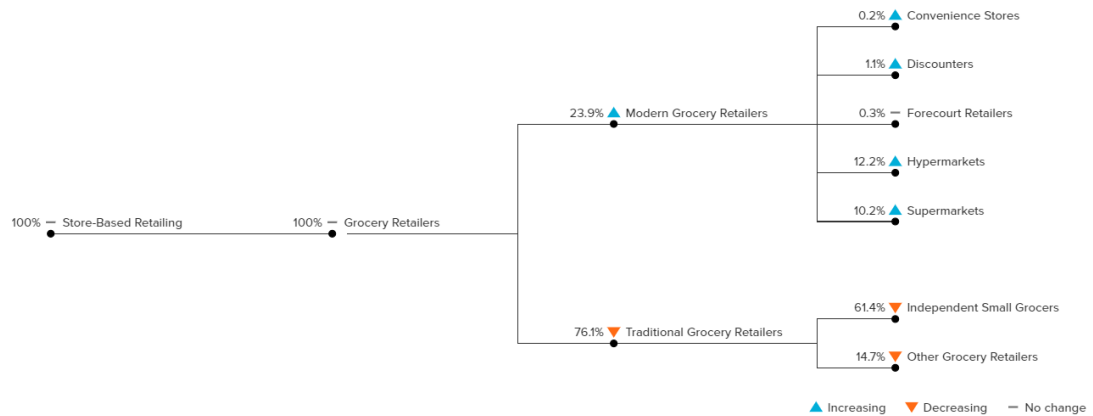 0.2% Convenience Stores
1.1% Discounters
23.9% Modern Grocery Retailers
0.3% – Forecourt Retailers
12.2% Hypermarkets
10.2% Supermarkets
100% – Store-Based Retailing
100% – Grocery Retailers
61.4% Independent Small Grocers
76.1% Traditional Grocery Retailers
14.7% Other Grocery Retailers
Increasing Decreasing – No change